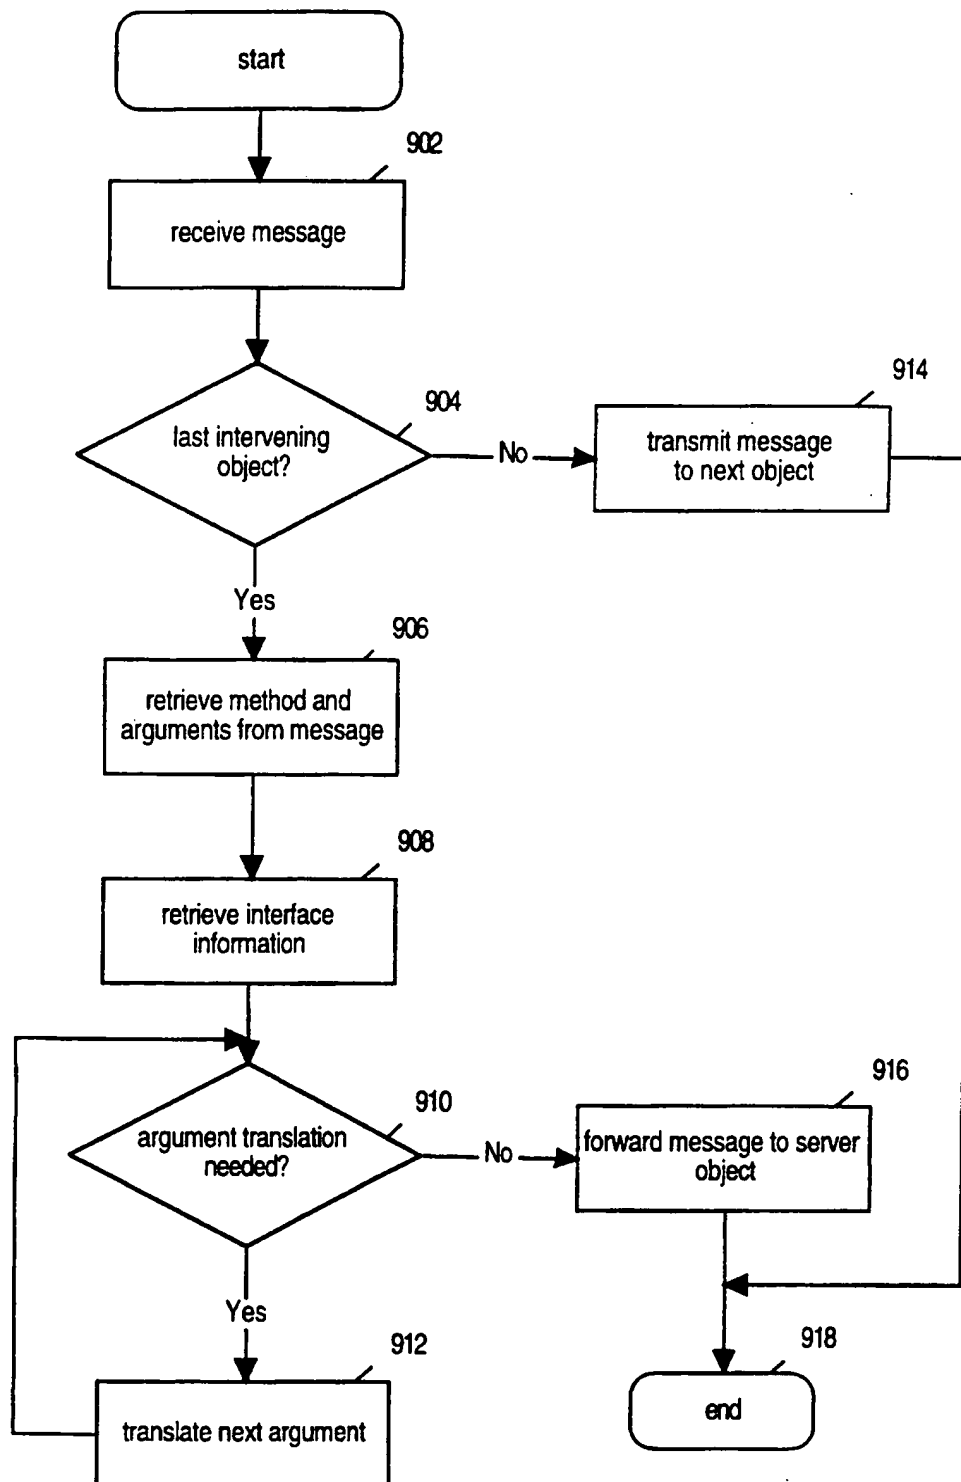 start
902
receive message
904
last intervening
object?
No
914
transmit message
to next object
Yes
906
retrieve method and
arguments from message
908
retrieve interface
information
910
argument translation
needed?
No
916
forward message to server
object
Yes
912
translate next argument
918
end